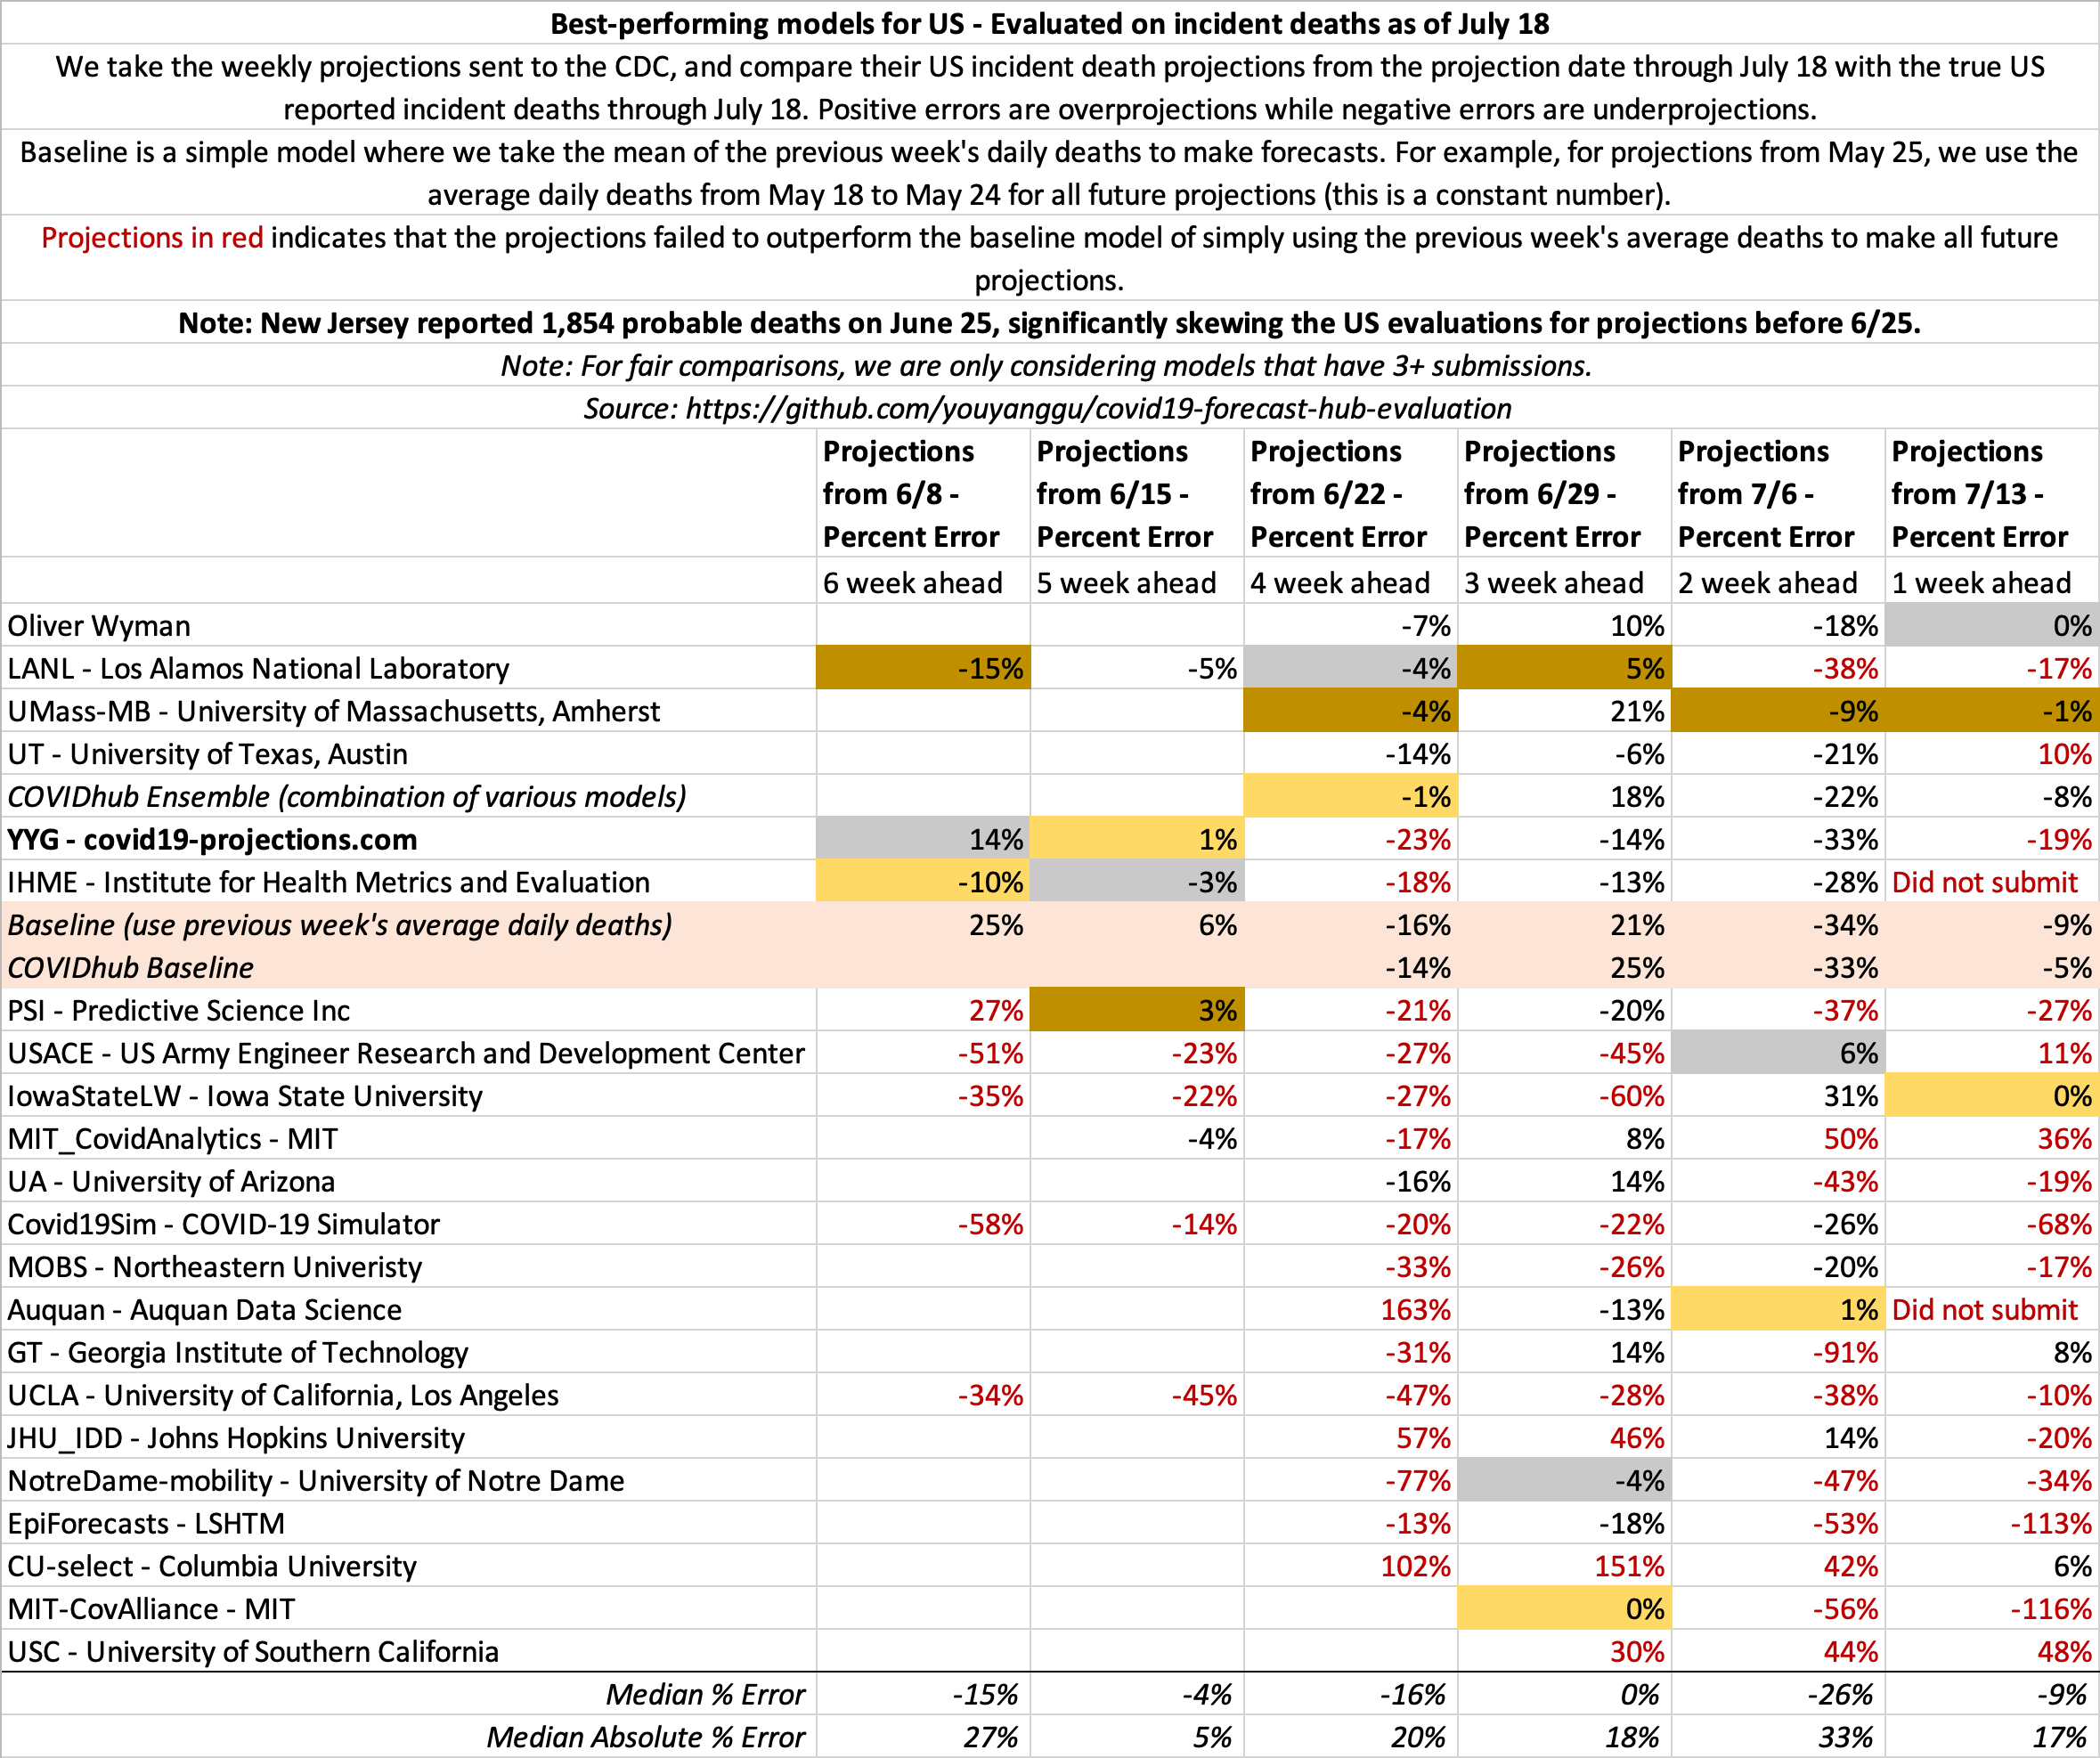 Best-performing models for US - Evaluated on incident deaths as of July 18
We take the weekly projections sent to the CDC, and compare their US incident death projections from the projection date through July 18 with the true US
reported incident deaths through July 18. Positive errors are overprojections while negative errors are underprojections.
Baseline is a simple model where we take the mean of the previous week's daily deaths to make forecasts. For example, for projections from May 25, we use the
average daily deaths from May 18 to May 24 for all future projections (this is a constant number).
Projections in red indicates that the projections failed to outperform the baseline model of simply using the previous week's average deaths to make all future
projections.
Note: New Jersey reported 1,854 probable deaths on June 25, significantly skewing the US evaluations for projections before 6/25.
Note: For fair comparisons, we are only considering models that have 3+ submissions.
Source: https://github.com/youyanggu/covid19-forecast-hub-evaluation
Projections Projections Projections Projections Projections Projections
from 6/8 - from 6/15 - from 6/22 - from 6/29 - from 7/6 - from 7/13 -
Percent Error Percent Error Percent Error Percent Error Percent Error Percent Error
6 week ahead 5 week ahead 4 week ahead 3 week ahead 2 week ahead 1 week ahead
Oliver Wyman -7% 10% -18% 0%
LANL - Los Alamos National Laboratory -15% -5% -4% 5% -38% -17%
UMass-MB - University of Massachusetts, Amherst -4% 21% -9% -1%
UT - University of Texas, Austin -14% -6% -21% 10%
COVIDhub Ensemble (combination of various models) -1% 18% -22% -8%
YYG - covid19-projections.com 14% 1% -23% -14% -33% -19%
IHME - Institute for Health Metrics and Evaluation -10% -3% -18% -13% -28% Did not submit
Baseline (use previous week's average daily deaths) 25% 6% -16% 21% -34% -9%
COVIDhub Baseline -14% 25% -33% -5%
PSI - Predictive Science Inc 27% 3% -21% -20% -37% -27%
USACE - US Army Engineer Research and Development Center -51% -23% -27% -45% 6% 11%
IowaStateLW - Iowa State University -35% -22% -27% -60% 31% 0%
MIT_CovidAnalytics - MIT -4% -17% 8% 50% 36%
UA - University of Arizona -16% 14% -43% -19%
Covid19Sim - COVID-19 Simulator -58% -14% -20% -22% -26% -68%
MOBS - Northeastern Univeristy -33% -26% -20% -17%
Auquan - Auquan Data Science 163% -13% 1% Did not submit
GT - Georgia Institute of Technology -31% 14% -91% 8%
UCLA - University of California, Los Angeles -34% -45% -47% -28% -38% -10%
JHU_IDD - Johns Hopkins University 57% 46% 14% -20%
NotreDame-mobility - University of Notre Dame -77% -4% -47% -34%
EpiForecasts - LSHTM -13% -18% -53% -113%
CU-select - Columbia University 102% 151% 42% 6%
MIT-CovAlliance - MIT 0% -56% -116%
USC - University of Southern California 30% 44% 48%
Median % Error -15% -4% -16% 0% -26% -9%
Median Absolute % Error 27% 5% 20% 18% 33% 17%